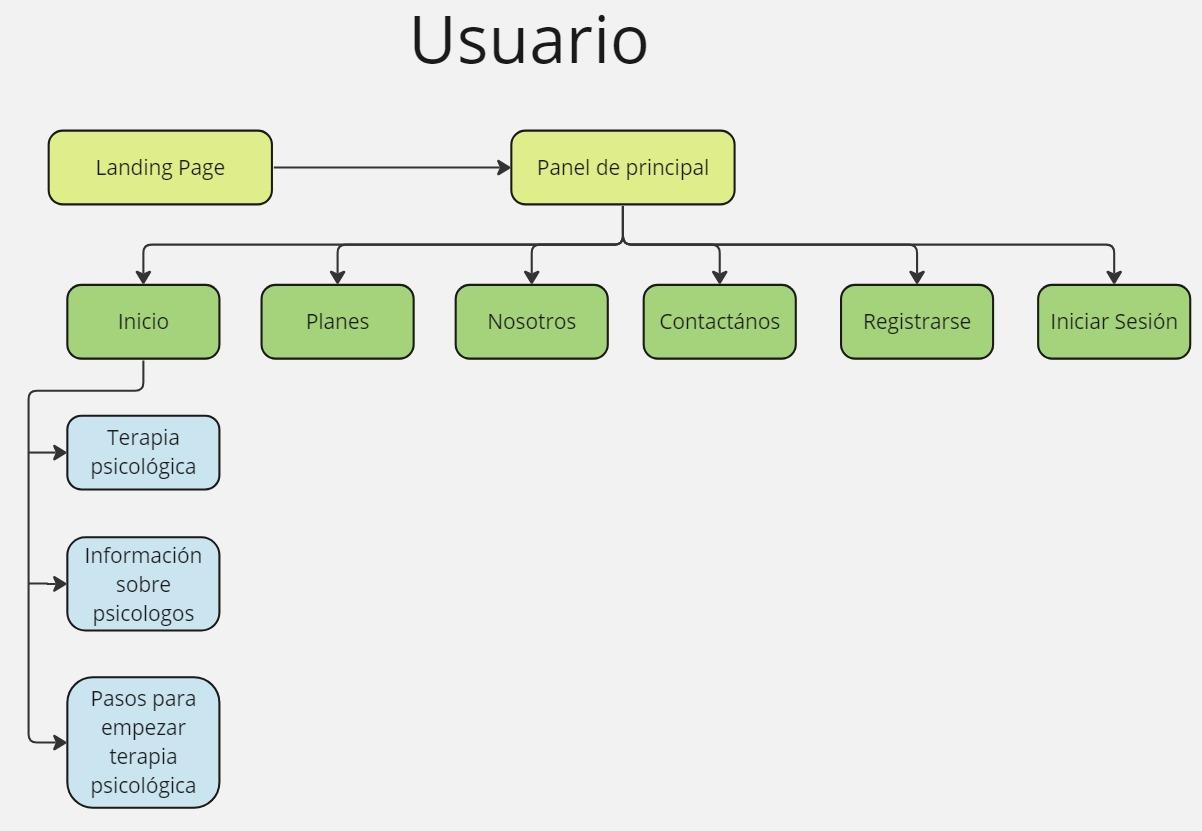 Usuario
Landing Page
Panel de principal
Inicio
Planes
Nosotros
Contactános
Registrarse
Iniciar Sesión
Terapia
psicológica
Información
sobre
psicologos
Pasos para
empezar
terapia
psicológica